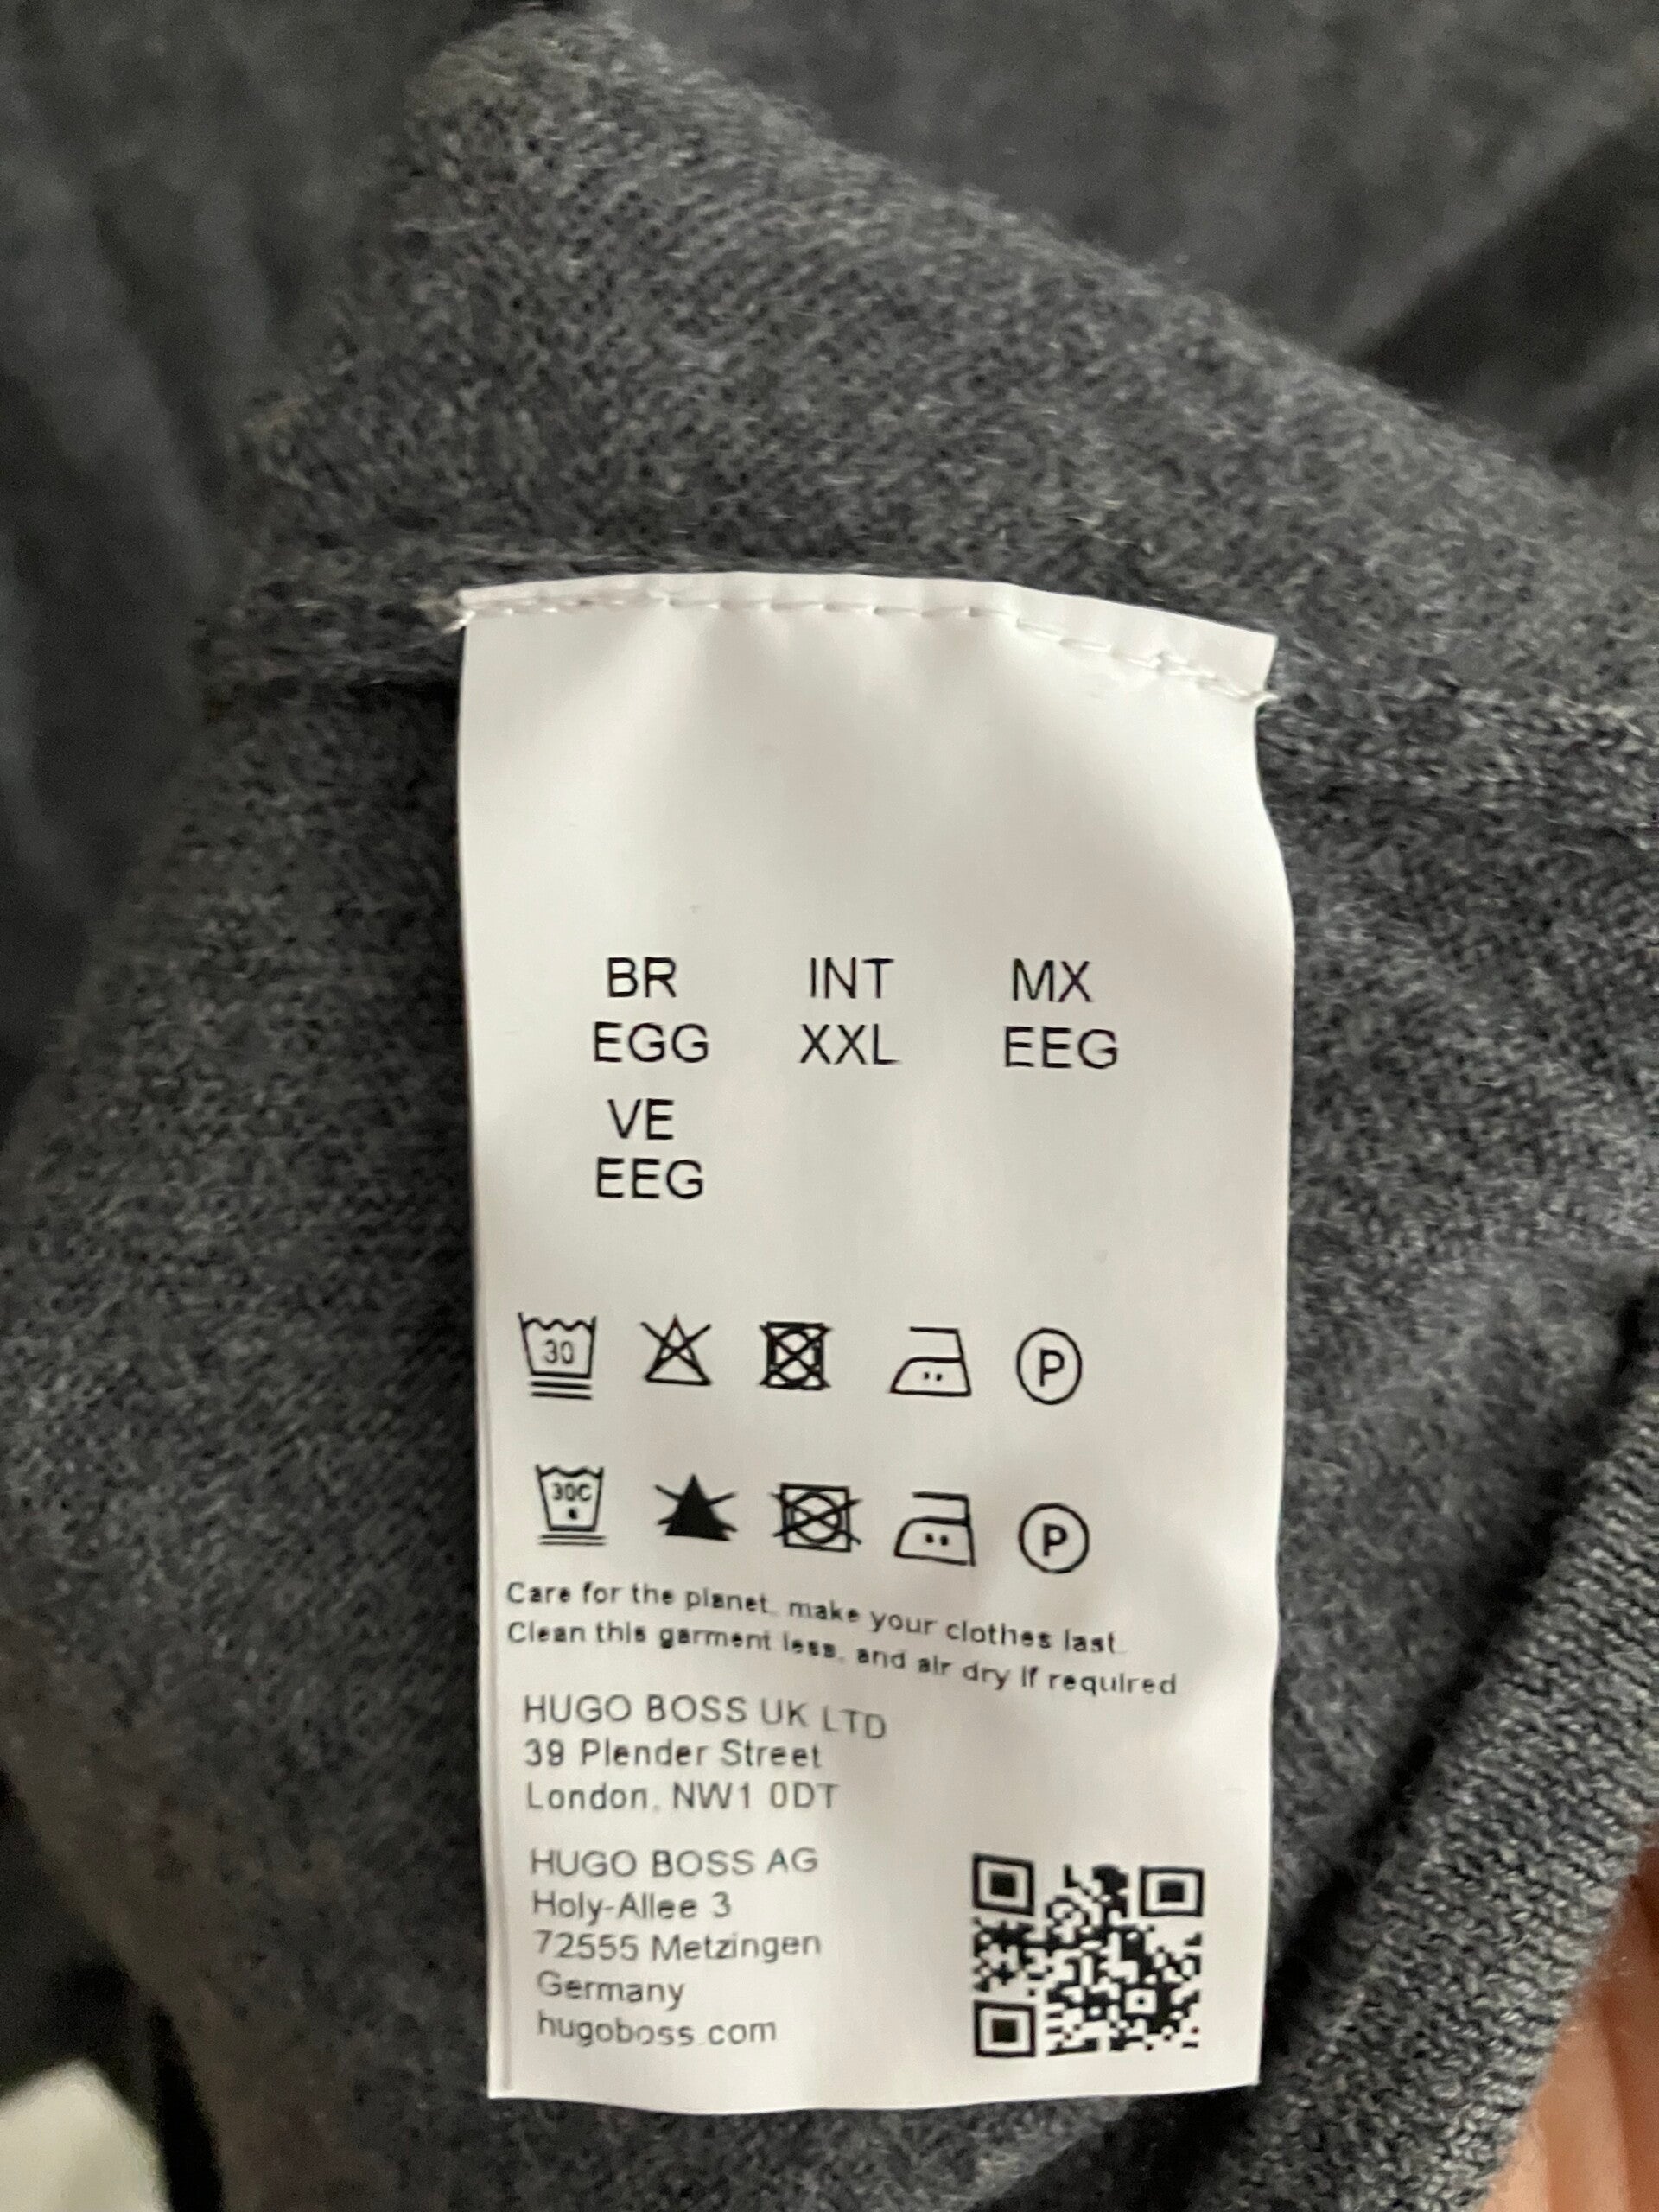 BR INT MX
EGG XXL EEG
VE
EEG
30
P
30C
P
Care for the planet, make your clothes last.
Clean this garment less, and air dry if required
HUGO BOSS UK LTD
39 Plender Street
London, NW1 0DT
HUGO BOSS AG
Holy-Allee 3
72555 Metzingen
Germany
hugoboss.com